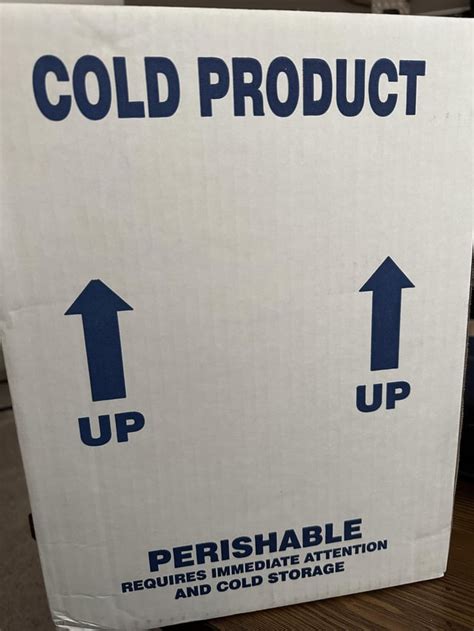 COLD PRODUCT
UP
UP
PERISHABLE
REQUIRES IMMEDIATE ATTENTION
AND COLD STORAGE